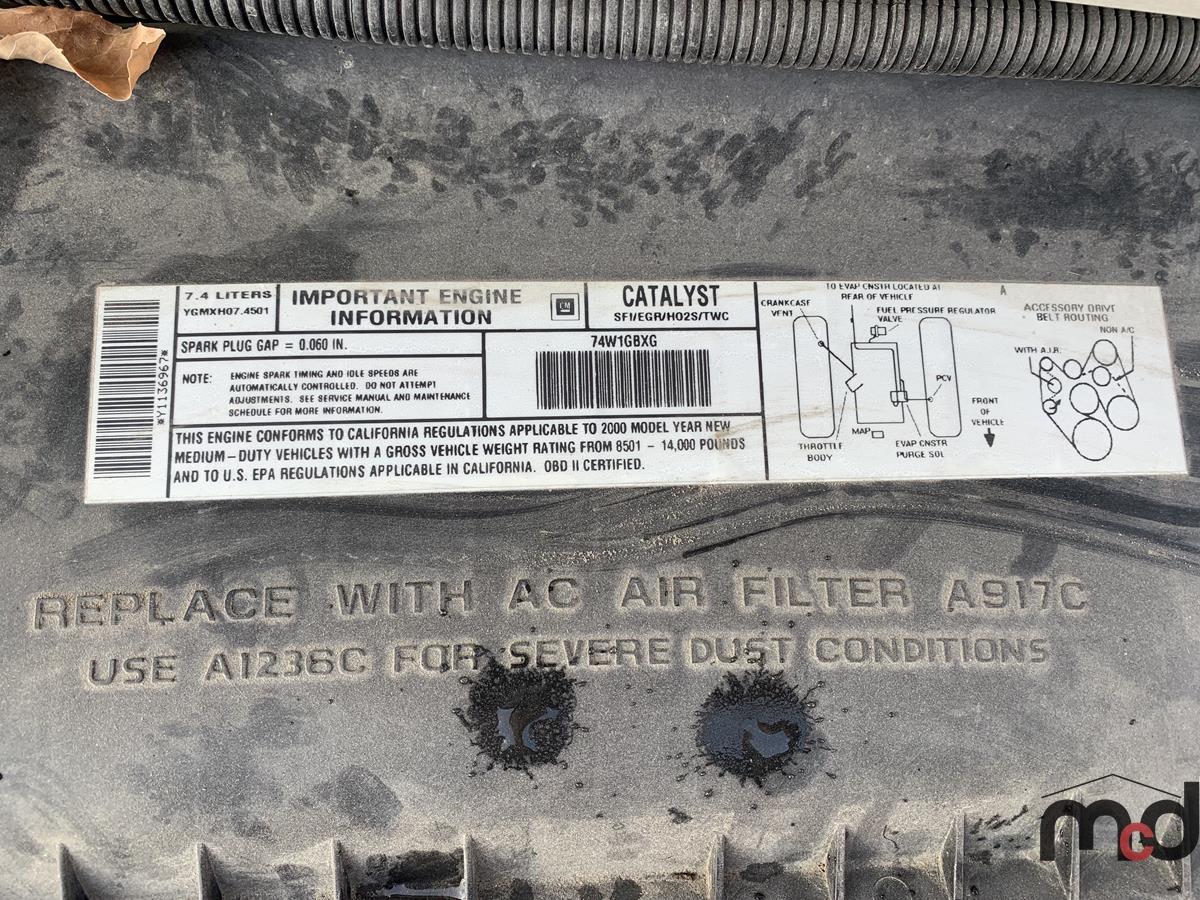 7.4 LITERS
YGMXH07.4501
IMPORTANT ENGINE
INFORMATION
GM
CATALYST
SFI/EGR/HO2S/TWC
SPARK PLUG GAP = 0.060 IN.
NOTE: ENGINE SPARK TIMING AND IDLE SPEEDS ARE
AUTOMATICALLY CONTROLLED. DO NOT ATTEMPT
ADJUSTMENTS. SEE SERVICE MANUAL AND MAINTENANCE
SCHEDULE FOR MORE INFORMATION.
74W1GBXG
THIS ENGINE CONFORMS TO CALIFORNIA REGULATIONS APPLICABLE TO 2000 MODEL YEAR NEW
MEDIUM-DUTY VEHICLES WITH A GROSS VEHICLE WEIGHT RATING FROM 8501 - 14,000 POUNDS
AND TO U.S. EPA REGULATIONS APPLICABLE IN CALIFORNIA. OBD II CERTIFIED.
*Y1136967*
TO EVAP CNSTR LOCATED AT
REAR OF VEHICLE
CRANKCASE
VENT
FUEL PRESSURE REGULATOR
VALVE
PCV
MAP
THROTTLE
BODY
EVAP CNSTR
PURGE SOL
FRONT
OF
VEHICLE
A
ACCESSORY DRIVE
BELT ROUTING
NON A/C
WITH A.I.R.
REPLACE WITH AC AIR FILTER A917C
USE A1236C FOR SEVERE DUST CONDITIONS
mcd